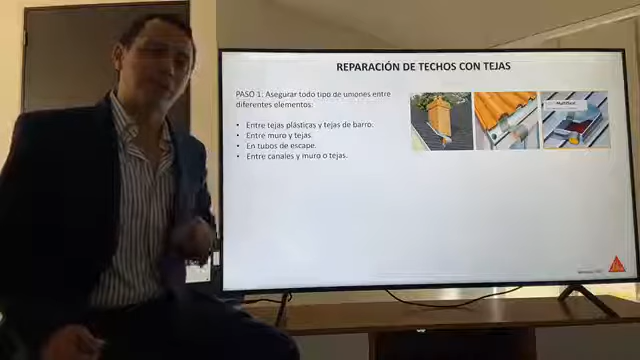 REPARACIÓN DE TECHOS CON TEJAS
PASO 1: Asegurar todo tipo de umones entre
diferentes elementos:
• Entre tejas plásticas y tejas de barro.
• Entre muro y tejas.
• En tubos de escape.
• Entre canales y muro o tejas.